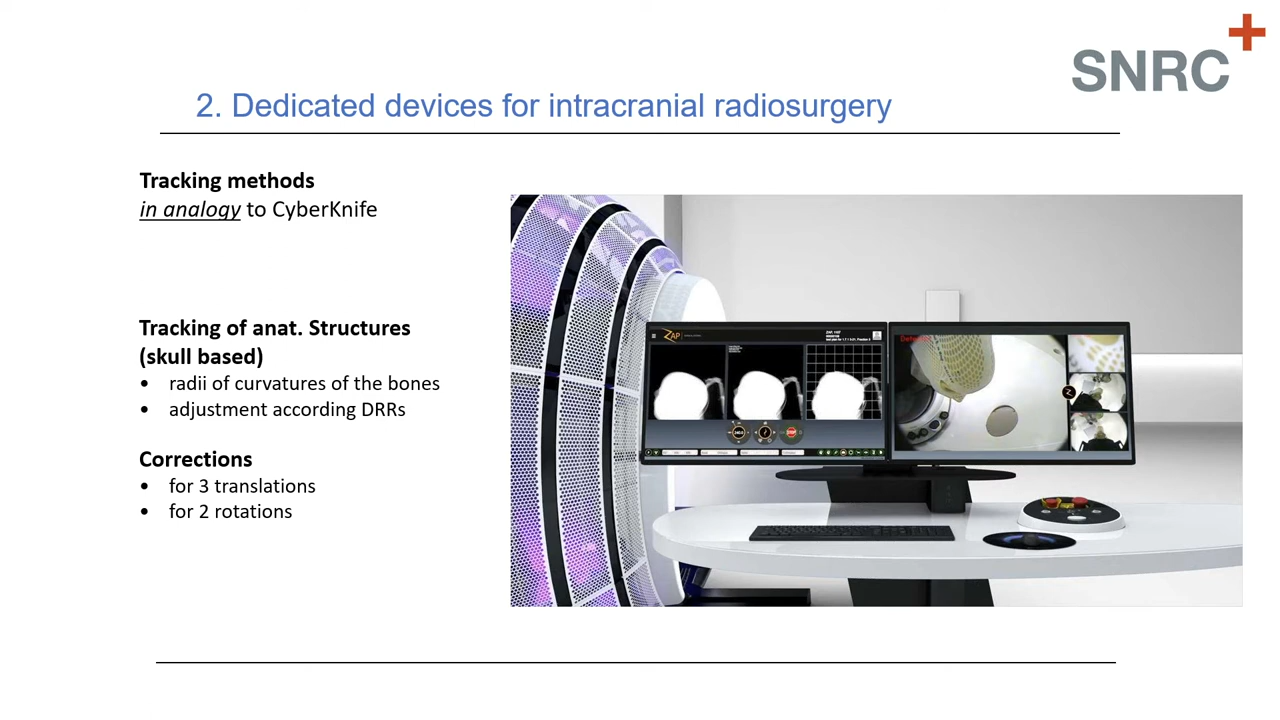 SNRC
2. Dedicated devices for intracranial radiosurgery
Tracking methods
in analogy to CyberKnife
Tracking of anat. Structures
(skull based)
• radii of curvatures of the bones
• adjustment according DRRs
Corrections
• for 3 translations
• for 2 rotations
ZAP
STOP